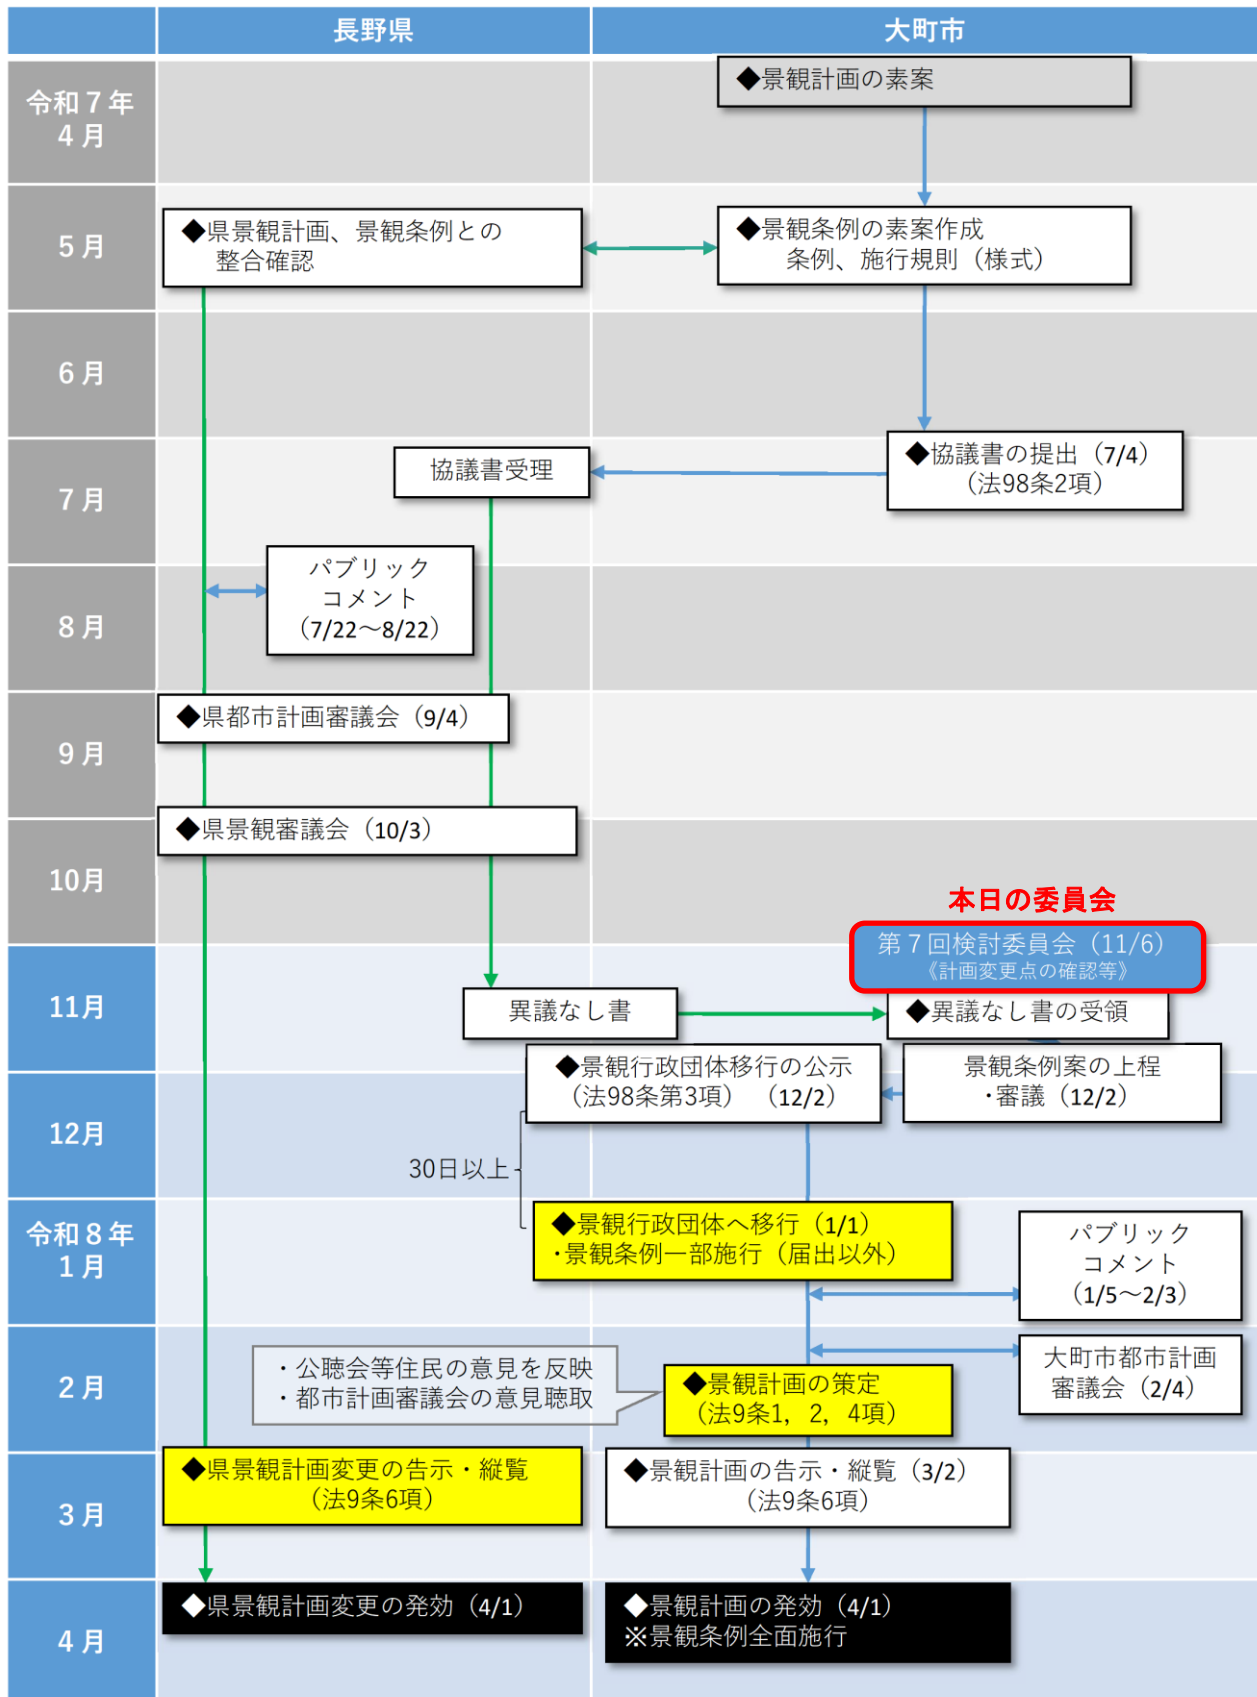 長野県
大町市
令和７年
４月
◆景観計画の素案
５月
◆県景観計画、景観条例との
整合確認
◆景観条例の素案作成
条例、施行規則（様式）
６月
７月
協議書受理
◆協議書の提出（7/4）
（法98条2項）
８月
パブリック
コメント
（7/22～8/22）
９月
◆県都市計画審議会（9/4）
◆県景観審議会（10/3）
10月
本日の委員会
第７回検討委員会（11/6）
《計画変更点の確認等》
11月
異議なし書
◆異議なし書の受領
◆景観行政団体移行の公示
（法98条第3項）（12/2）
景観条例案の上程
・審議（12/2）
12月
30日以上
令和８年
１月
◆景観行政団体へ移行（1/1）
・景観条例一部施行（届出以外）
パブリック
コメント
（1/5～2/3）
２月
・公聴会等住民の意見を反映
・都市計画審議会の意見聴取
◆景観計画の策定
（法9条1，2，4項）
大町市都市計画
審議会（2/4）
３月
◆県景観計画変更の告示・縦覧
（法9条6項）
◆景観計画の告示・縦覧（3/2）
（法9条6項）
４月
◆県景観計画変更の発効（4/1）
◆景観計画の発効（4/1）
※景観条例全面施行